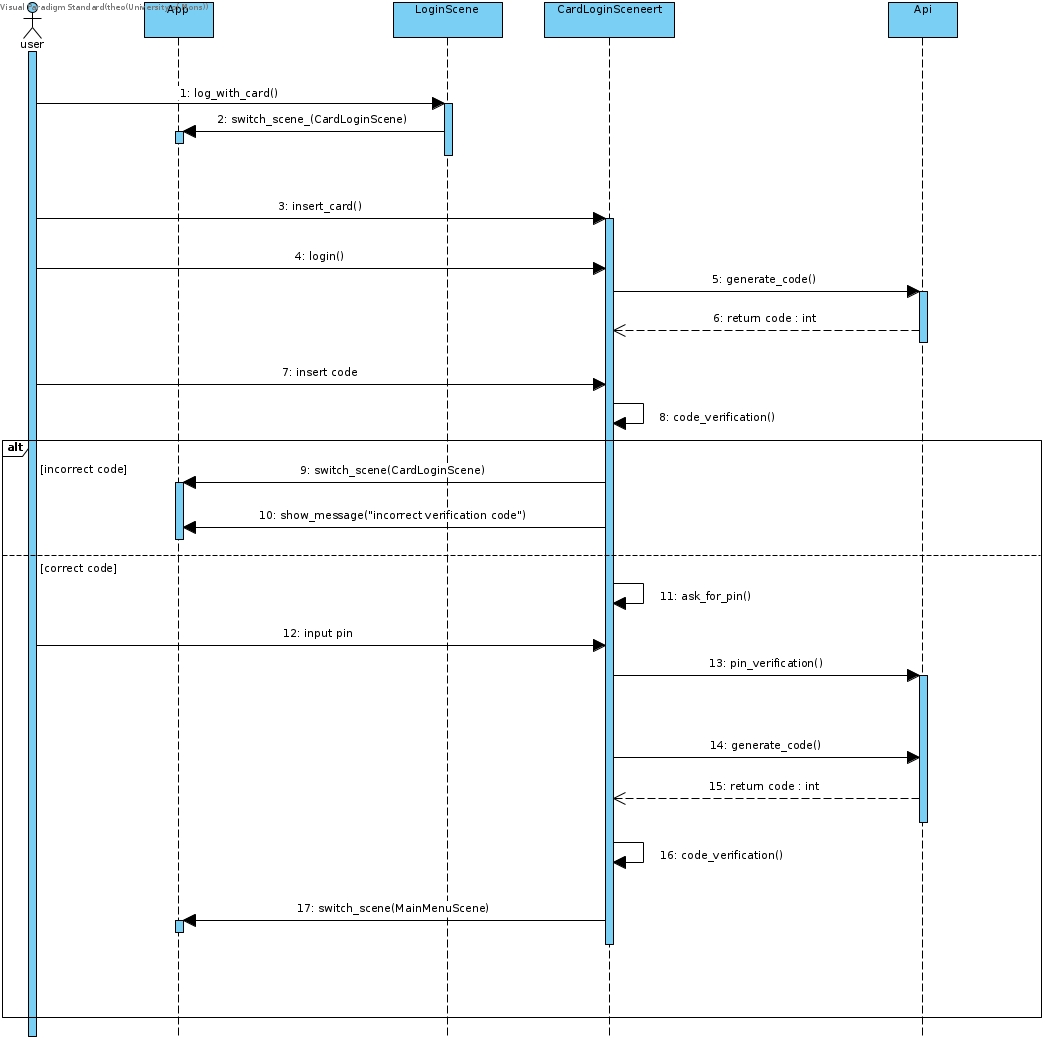 Visual Paradigm Standard(theo(University of Mons))
App
LoginScene
CardLoginSceneert
Api
user
1: log_with_card()
2: switch_scene_(CardLoginScene)
3: insert_card()
4: login()
5: generate_code()
6: return code : int
7: insert code
8: code_verification()
alt
[incorrect code]
9: switch_scene(CardLoginScene)
10: show_message("incorrect verification code")
[correct code]
11: ask_for_pin()
12: input pin
13: pin_verification()
14: generate_code()
15: return code : int
16: code_verification()
17: switch_scene(MainMenuScene)